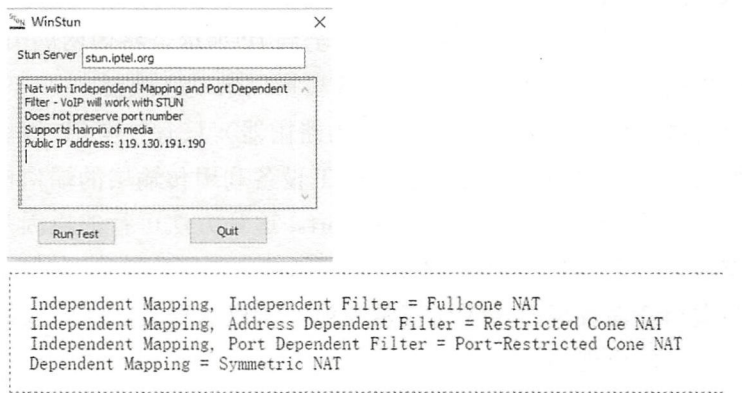 WinStun
Stun Server stun.iptel.org
Nat with Independend Mapping and Port Dependent
Filter - VoIP will work with STUN
Does not preserve port number
Supports hairpin of media
Public IP address: 119.130.191.190
Run Test Quit
Independent Mapping, Independent Filter = Fullcone NAT
Independent Mapping, Address Dependent Filter = Restricted Cone NAT
Independent Mapping, Port Dependent Filter = Port-Restricted Cone NAT
Dependent Mapping = Symmetric NAT